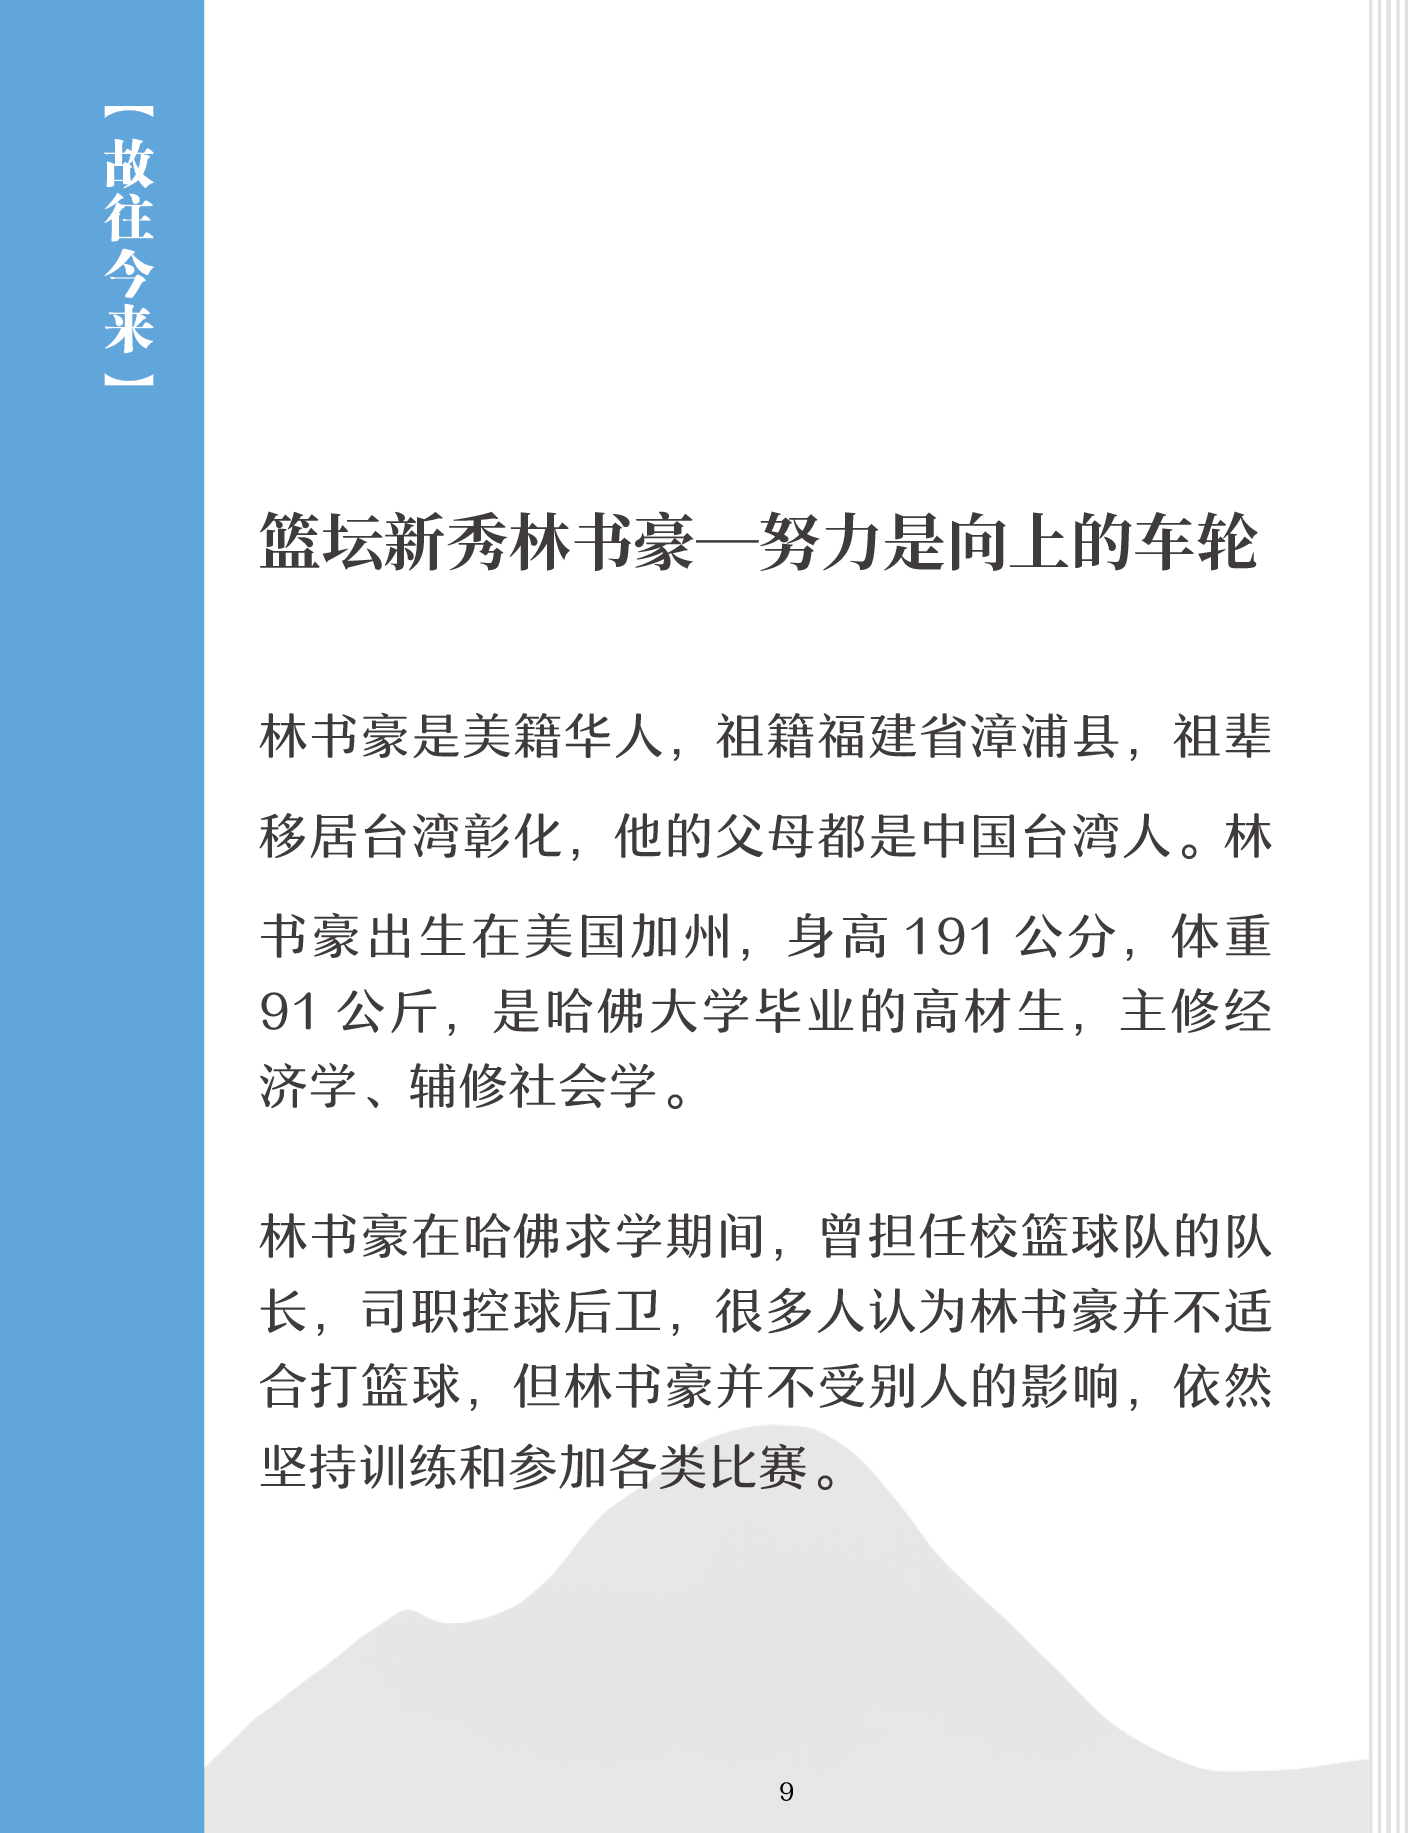 【故往今来】
篮坛新秀林书豪—努力是向上的车轮
林书豪是美籍华人，祖籍福建省漳浦县，祖辈
移居台湾彰化，他的父母都是中国台湾人。林
书豪出生在美国加州，身高 191 公分，体重
91 公斤，是哈佛大学毕业的高材生，主修经
济学、辅修社会学。
林书豪在哈佛求学期间，曾担任校篮球队的队
长，司职控球后卫，很多人认为林书豪并不适
合打篮球，但林书豪并不受别人的影响，依然
坚持训练和参加各类比赛。
9